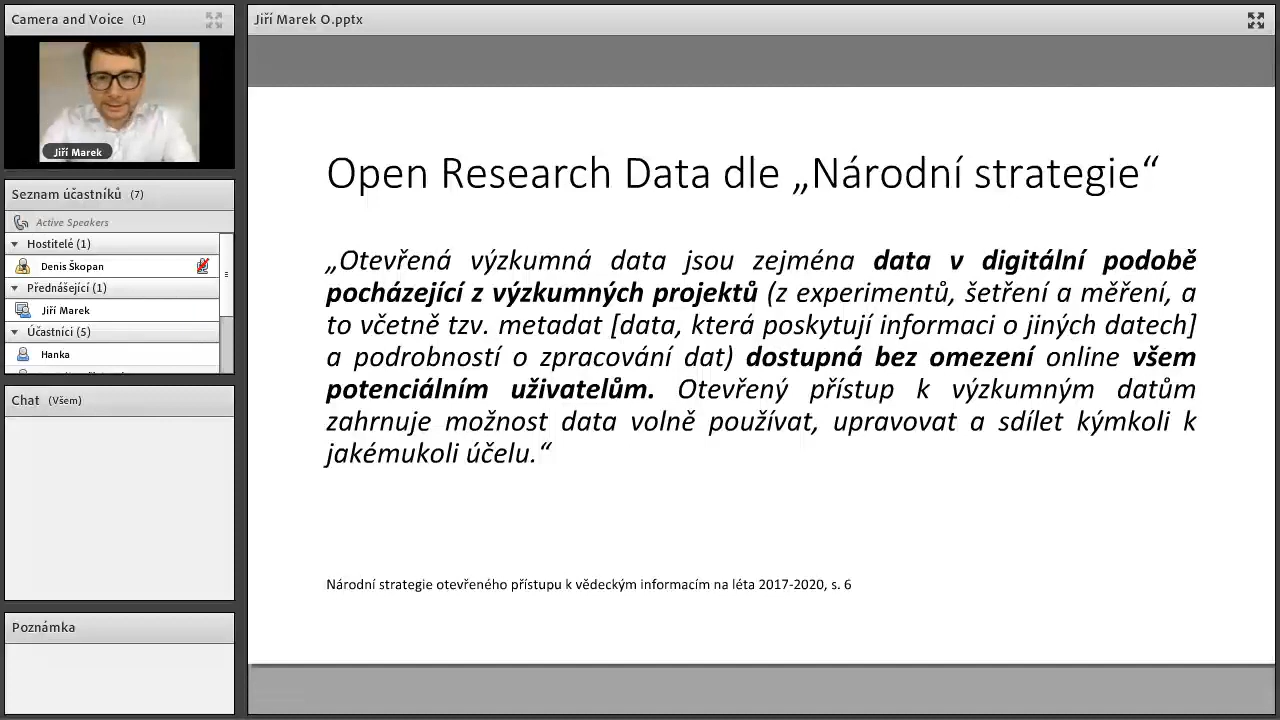 Camera and Voice (1)
Jiří Marek
Seznam účastníků (7)
Active Speakers
Hostitelé (1)
Denis Škopan
Přednášející (1)
Jiří Marek
Účastníci (5)
Hanka
Chat (Všem)
Poznámka
Jiří Marek O.pptx
Open Research Data dle „Národní strategie“
„Otevřená výzkumná data jsou zejména data v digitální podobě
pocházející z výzkumných projektů (z experimentů, šetření a měření, a
to včetně tzv. metadat [data, která poskytují informaci o jiných datech]
a podrobností o zpracování dat) dostupná bez omezení online všem
potenciálním uživatelům. Otevřený přístup k výzkumným datům
zahrnuje možnost data volně používat, upravovat a sdílet kýmkoli k
jakémukoli účelu.“
Národní strategie otevřeného přístupu k vědeckým informacím na léta 2017-2020, s. 6